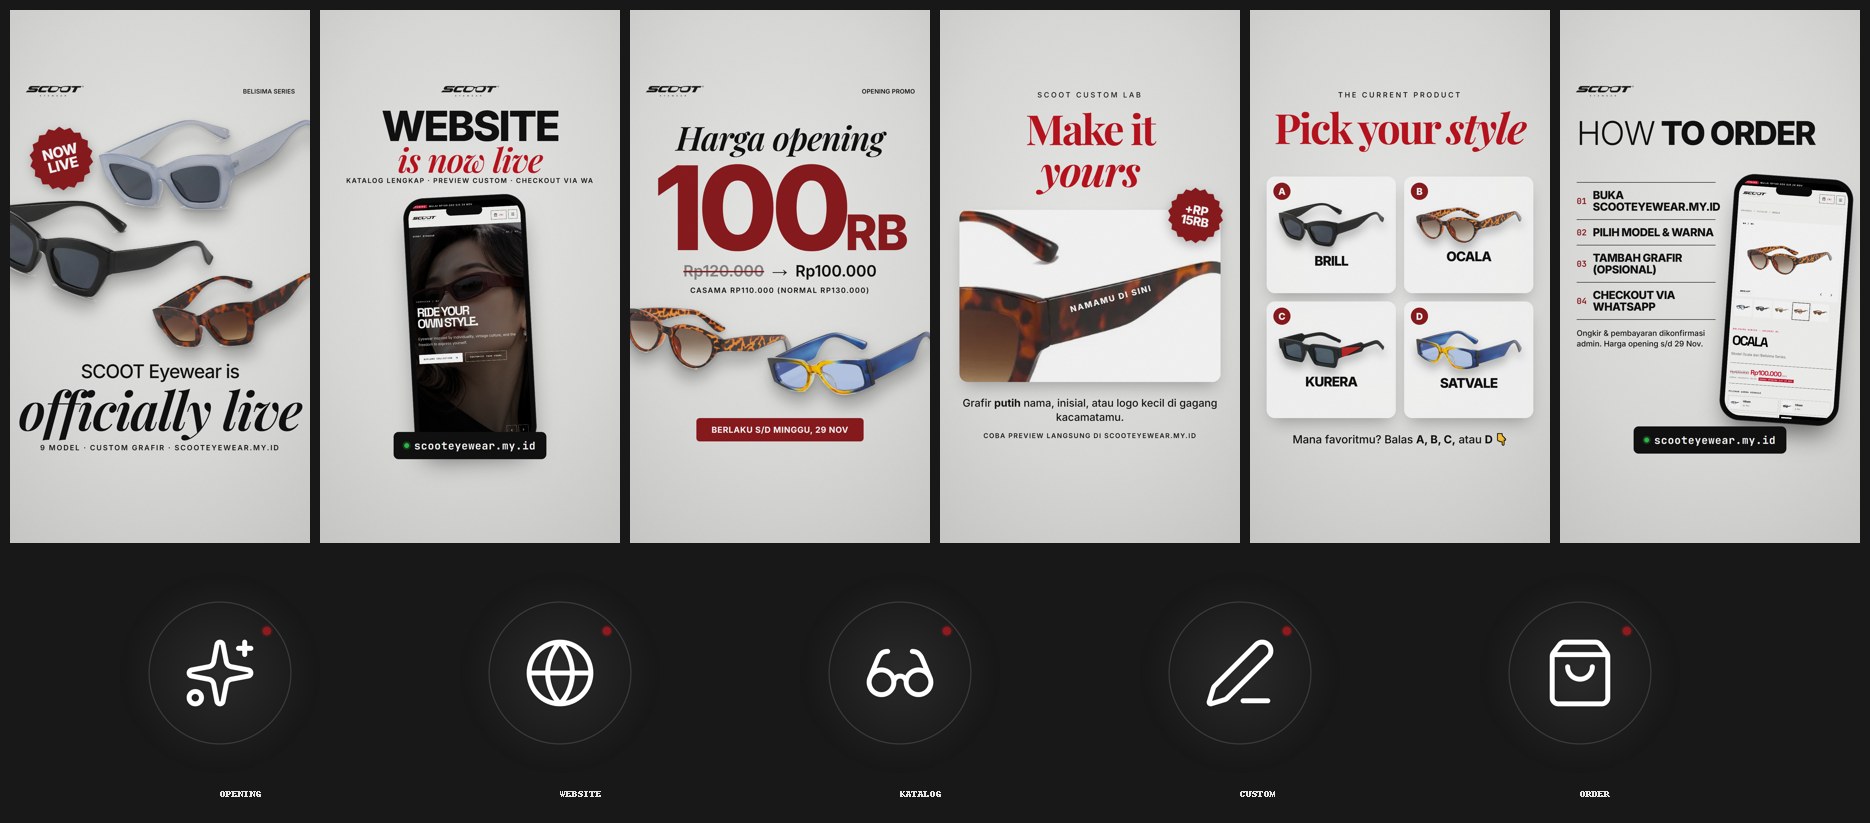 SCOOT
EYEWEAR
BELISIMA SERIES
NOW
LIVE
SCOOT Eyewear is
officially live
9 MODEL · CUSTOM GRAFIR · SCOOTEYEWEAR.MY.ID
SCOOT
EYEWEAR
WEBSITE
is now live
KATALOG LENGKAP · PREVIEW CUSTOM · CHECKOUT VIA WA
SCOOT
RIDE YOUR
OWN STYLE.
scooteyewear.my.id
SCOOT
EYEWEAR
OPENING PROMO
Harga opening
100RB
Rp120.000 → Rp100.000
CASAMA RP110.000 (NORMAL RP130.000)
BERLAKU S/D MINGGU, 29 NOV
SCOOT CUSTOM LAB
Make it
yours
+RP
15RB
NAMAMU DI SINI
Grafir putih nama, inisial, atau logo kecil di gagang
kacamatamu.
COBA PREVIEW LANGSUNG DI SCOOTEYEWEAR.MY.ID
THE CURRENT PRODUCT
Pick your style
A
BRILL
B
OCALA
C
KURERA
D
SATVALE
Mana favoritmu? Balas A, B, C, atau D 👇
SCOOT
EYEWEAR
HOW TO ORDER
01 BUKA
SCOOTEYEWEAR.MY.ID
02 PILIH MODEL & WARNA
03 TAMBAH GRAFIR
(OPSIONAL)
04 CHECKOUT VIA
WHATSAPP
Ongkir & pembayaran dikonfirmasi
admin. Harga opening s/d 29 Nov.
SCOOT
OCALA
Rp100.000
scooteyewear.my.id
OPENING
WEBSITE
KATALOG
CUSTOM
ORDER